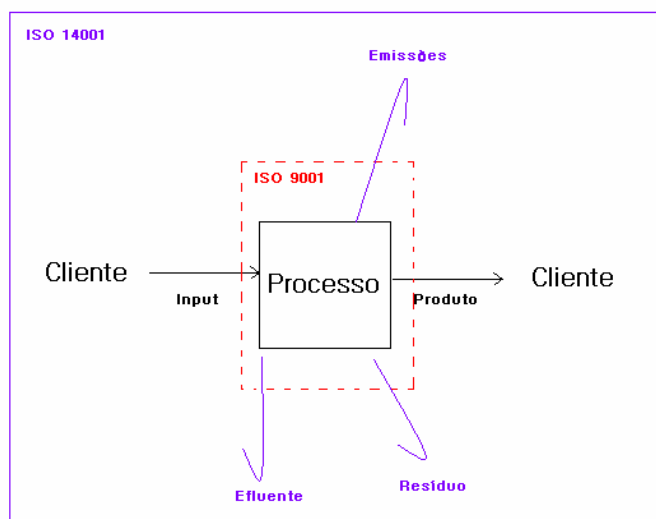 ISO 14001
Emissões
ISO 9001
Cliente
Input
Processo
Produto
Cliente
Efluente
Resíduo